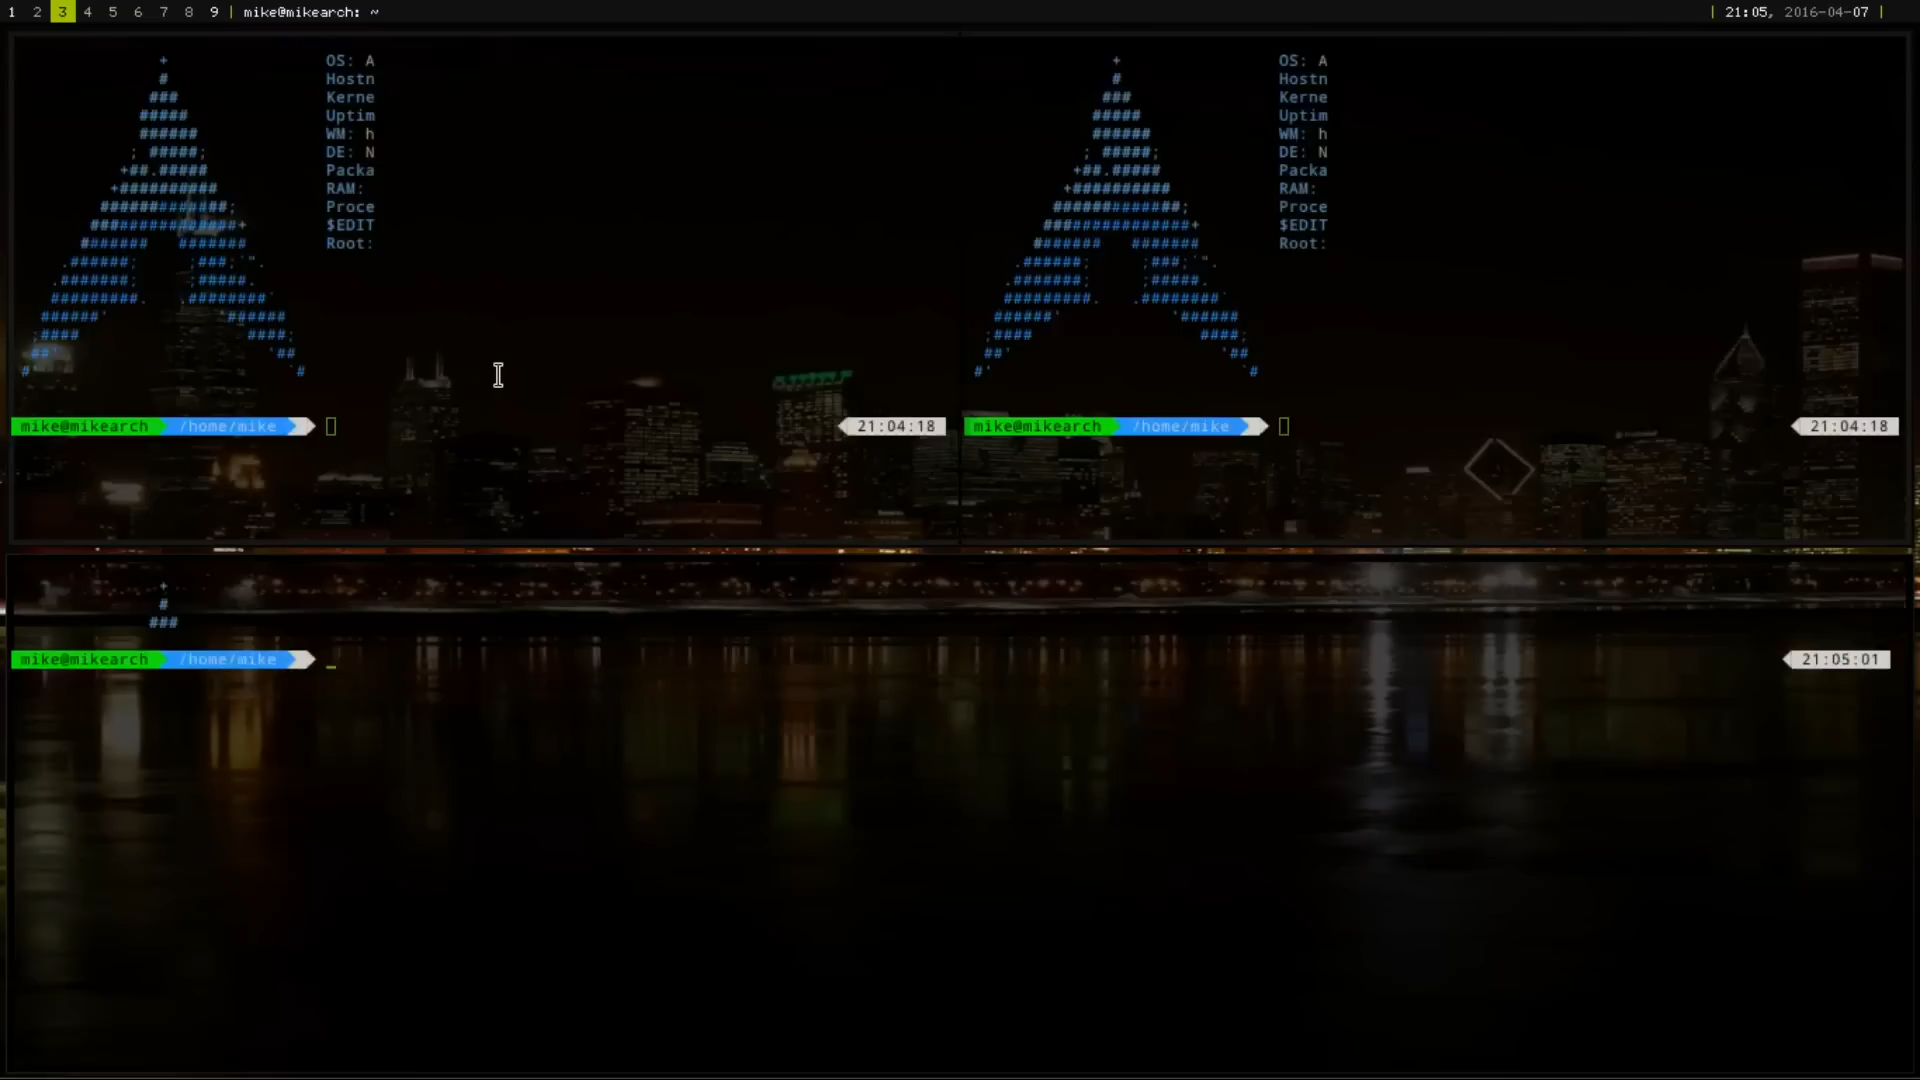 1 2 3 4 5 6 7 8 9 | mike@mikearch: ~
| 21:05, 2016-04-07 |
OS: A
Hostn
Kerne
Uptim
WM: h
DE: N
Packa
RAM:
Proce
$EDIT
Root:
mike@mikearch /home/mike
21:04:18
OS: A
Hostn
Kerne
Uptim
WM: h
DE: N
Packa
RAM:
Proce
$EDIT
Root:
mike@mikearch /home/mike
21:04:18
mike@mikearch /home/mike
21:05:01